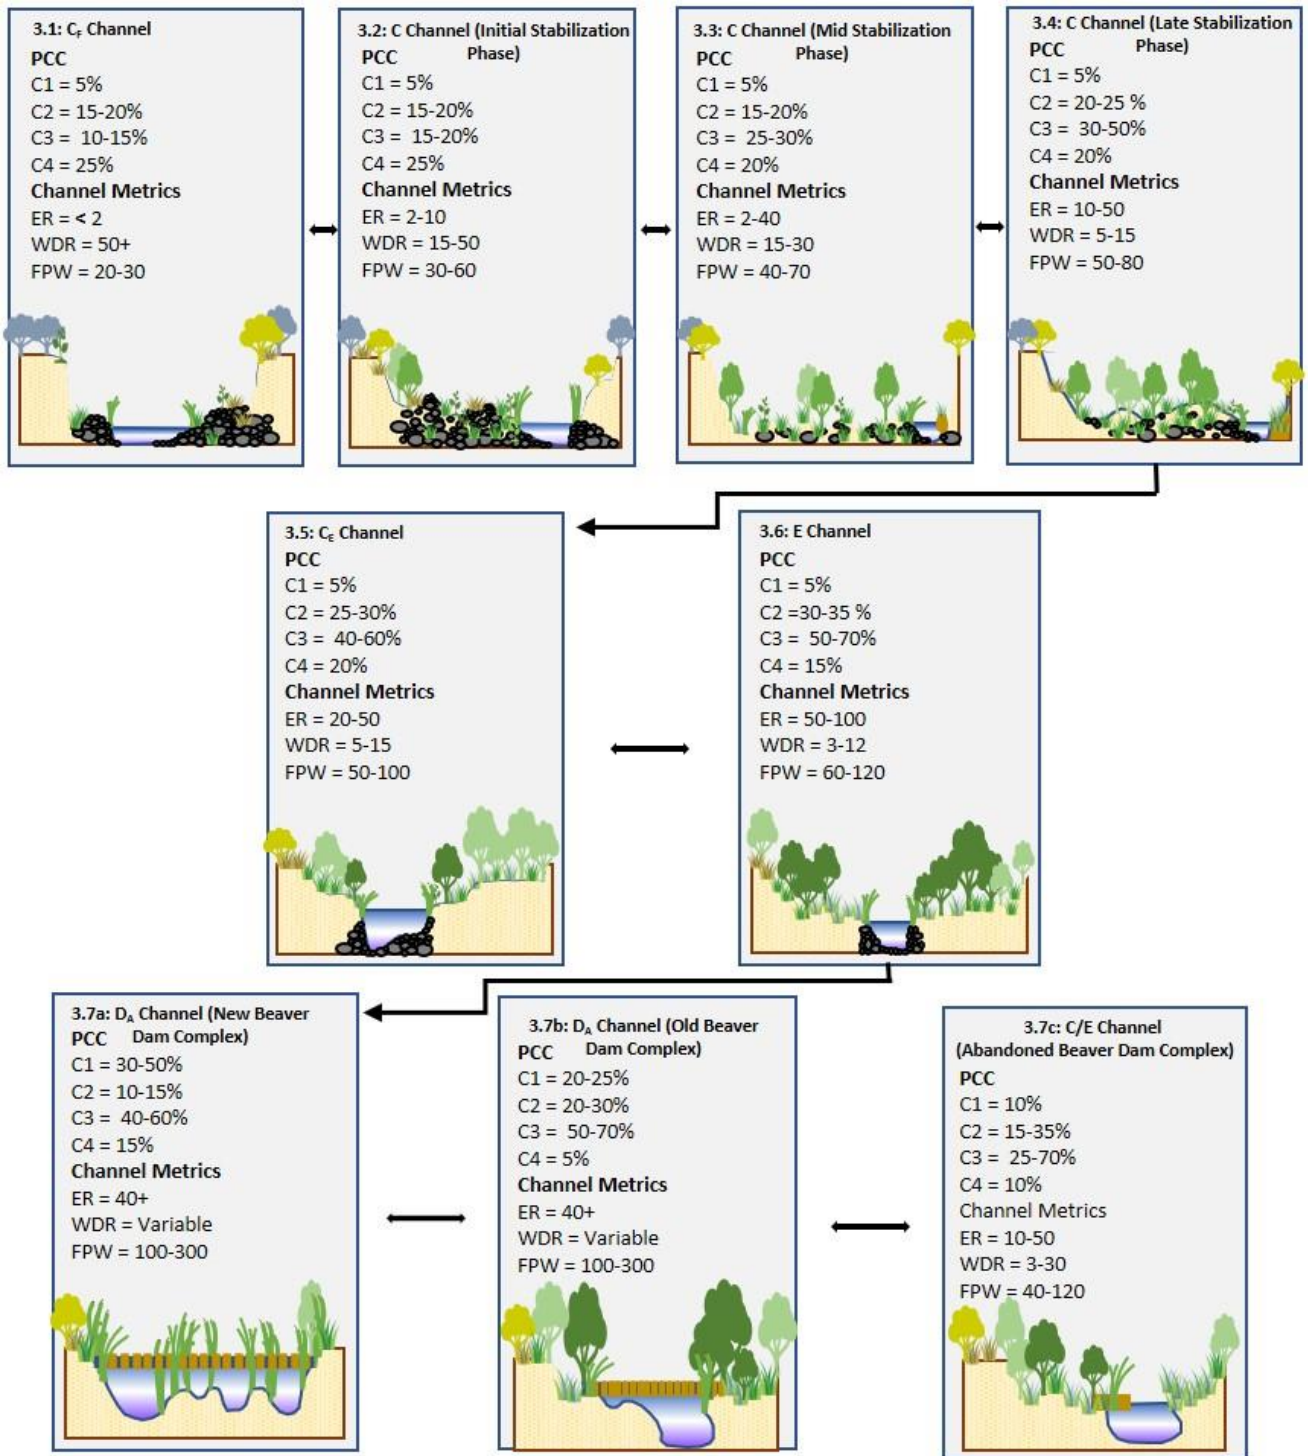 3.1: CF Channel
PCC
C1 = 5%
C2 = 15-20%
C3 = 10-15%
C4 = 25%
Channel Metrics
ER = < 2
WDR = 50+
FPW = 20-30
3.2: C Channel (Initial Stabilization
Phase)
PCC
C1 = 5%
C2 = 15-20%
C3 = 15-20%
C4 = 25%
Channel Metrics
ER = 2-10
WDR = 15-50
FPW = 30-60
3.3: C Channel (Mid Stabilization
Phase)
PCC
C1 = 5%
C2 = 15-20%
C3 = 25-30%
C4 = 20%
Channel Metrics
ER = 2-40
WDR = 15-30
FPW = 40-70
3.4: C Channel (Late Stabilization
Phase)
PCC
C1 = 5%
C2 = 20-25 %
C3 = 30-50%
C4 = 20%
Channel Metrics
ER = 10-50
WDR = 5-15
FPW = 50-80
3.5: CE Channel
PCC
C1 = 5%
C2 = 25-30%
C3 = 40-60%
C4 = 20%
Channel Metrics
ER = 20-50
WDR = 5-15
FPW = 50-100
3.6: E Channel
PCC
C1 = 5%
C2 =30-35 %
C3 = 50-70%
C4 = 15%
Channel Metrics
ER = 50-100
WDR = 3-12
FPW = 60-120
3.7a: DA Channel (New Beaver
Dam Complex)
PCC
C1 = 30-50%
C2 = 10-15%
C3 = 40-60%
C4 = 15%
Channel Metrics
ER = 40+
WDR = Variable
FPW = 100-300
3.7b: DA Channel (Old Beaver
Dam Complex)
PCC
C1 = 20-25%
C2 = 20-30%
C3 = 50-70%
C4 = 5%
Channel Metrics
ER = 40+
WDR = Variable
FPW = 100-300
3.7c: C/E Channel
(Abandoned Beaver Dam Complex)
PCC
C1 = 10%
C2 = 15-35%
C3 = 25-70%
C4 = 10%
Channel Metrics
ER = 10-50
WDR = 3-30
FPW = 40-120